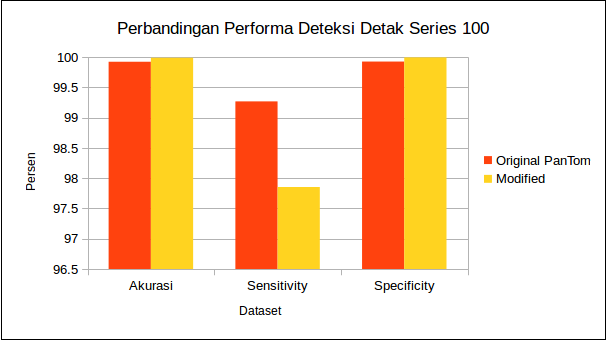 Perbandingan Performa Deteksi Detak Series 100
100
99.5
99
98.5
98
97.5
97
96.5
Persen
Akurasi Sensitivity Specificity
Dataset
Original PanTom
Modified